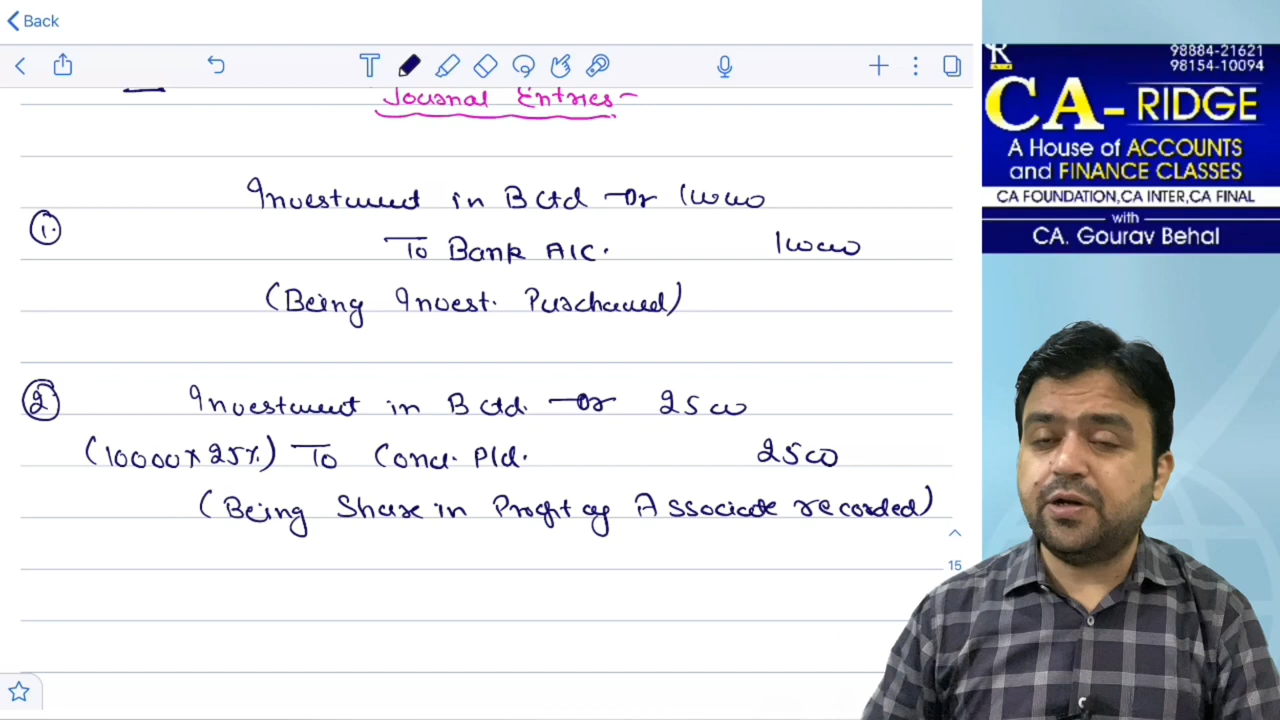 Back
Journal Entries-
Investment in B Ltd Dr
1.
To Bank A/c.
(Being Invest. Purchased)
2
Investment in B Ltd. Dr 2500
(10000 x 25%) To Cons. P/L. 2500
(Being Share in Profit of Associate recorded)
15
98884-21621
98154-10094
R
CA-RIDGE
A House of ACCOUNTS
and FINANCE CLASSES
CA FOUNDATION,CA INTER,CA FINAL
with
CA. Gourav Behal